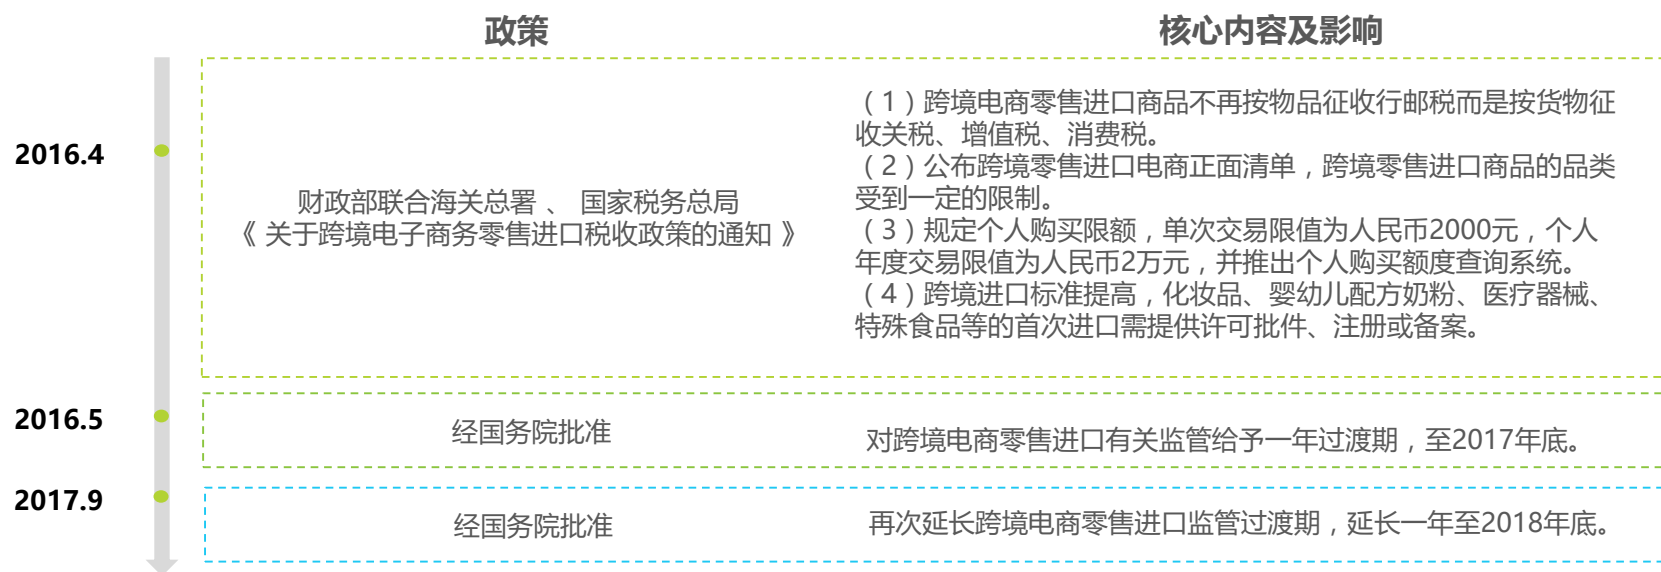 政策
核心内容及影响
2016.4
财政部联合海关总署 、 国家税务总局
《 关于跨境电子商务零售进口税收政策的通知 》
（1）跨境电商零售进口商品不再按物品征收行邮税而是按货物征
收关税、增值税、消费税。
（2）公布跨境零售进口电商正面清单，跨境零售进口商品的品类
受到一定的限制。
（3）规定个人购买限额，单次交易限值为人民币2000元，个人
年度交易限值为人民币2万元，并推出个人购买额度查询系统。
（4）跨境进口标准提高，化妆品、婴幼儿配方奶粉、医疗器械、
特殊食品等的首次进口需提供许可批件、注册或备案。
2016.5
经国务院批准
对跨境电商零售进口有关监管给予一年过渡期，至2017年底。
2017.9
经国务院批准
再次延长跨境电商零售进口监管过渡期，延长一年至2018年底。